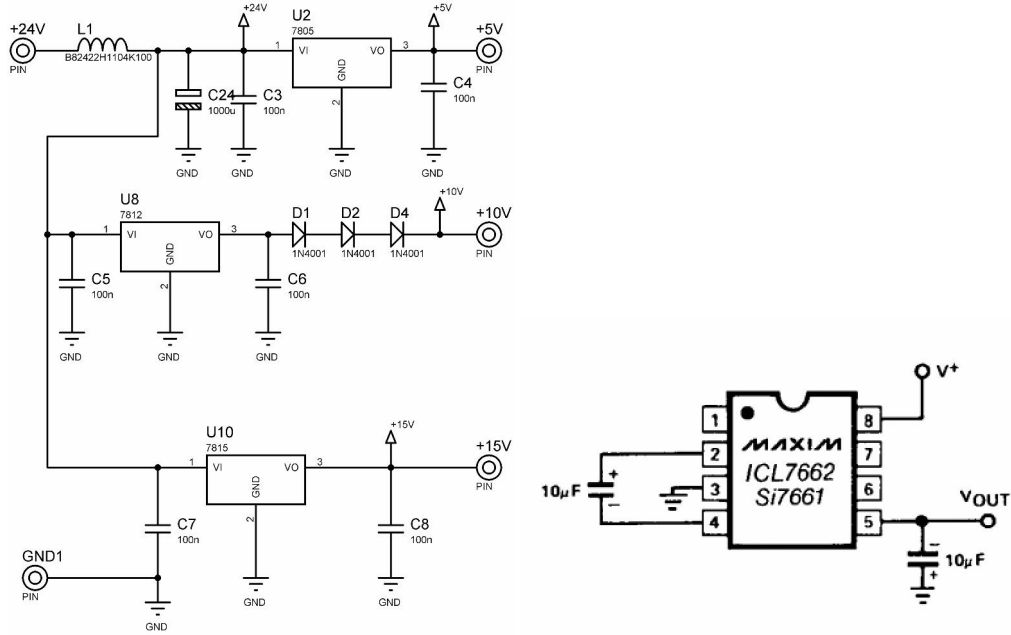 +24V
PIN
L1
B82422H1104K100
+24V
C24
1000u
GND
C3
100n
GND
U2
7805
1
VI
VO
3
GND
2
GND
+5V
+5V
PIN
C4
100n
GND
U8
7812
1
VI
VO
3
GND
2
GND
C5
100n
GND
C6
100n
GND
D1
1N4001
D2
1N4001
D4
1N4001
+10V
+10V
PIN
U10
7815
1
VI
VO
3
GND
2
GND
C7
100n
GND
GND1
PIN
+15V
+15V
PIN
C8
100n
GND
1
2
3
4
MAXIM
ICL7662
Si7661
8
7
6
5
10µF
+
−
V+
VOUT
−
10µF
+